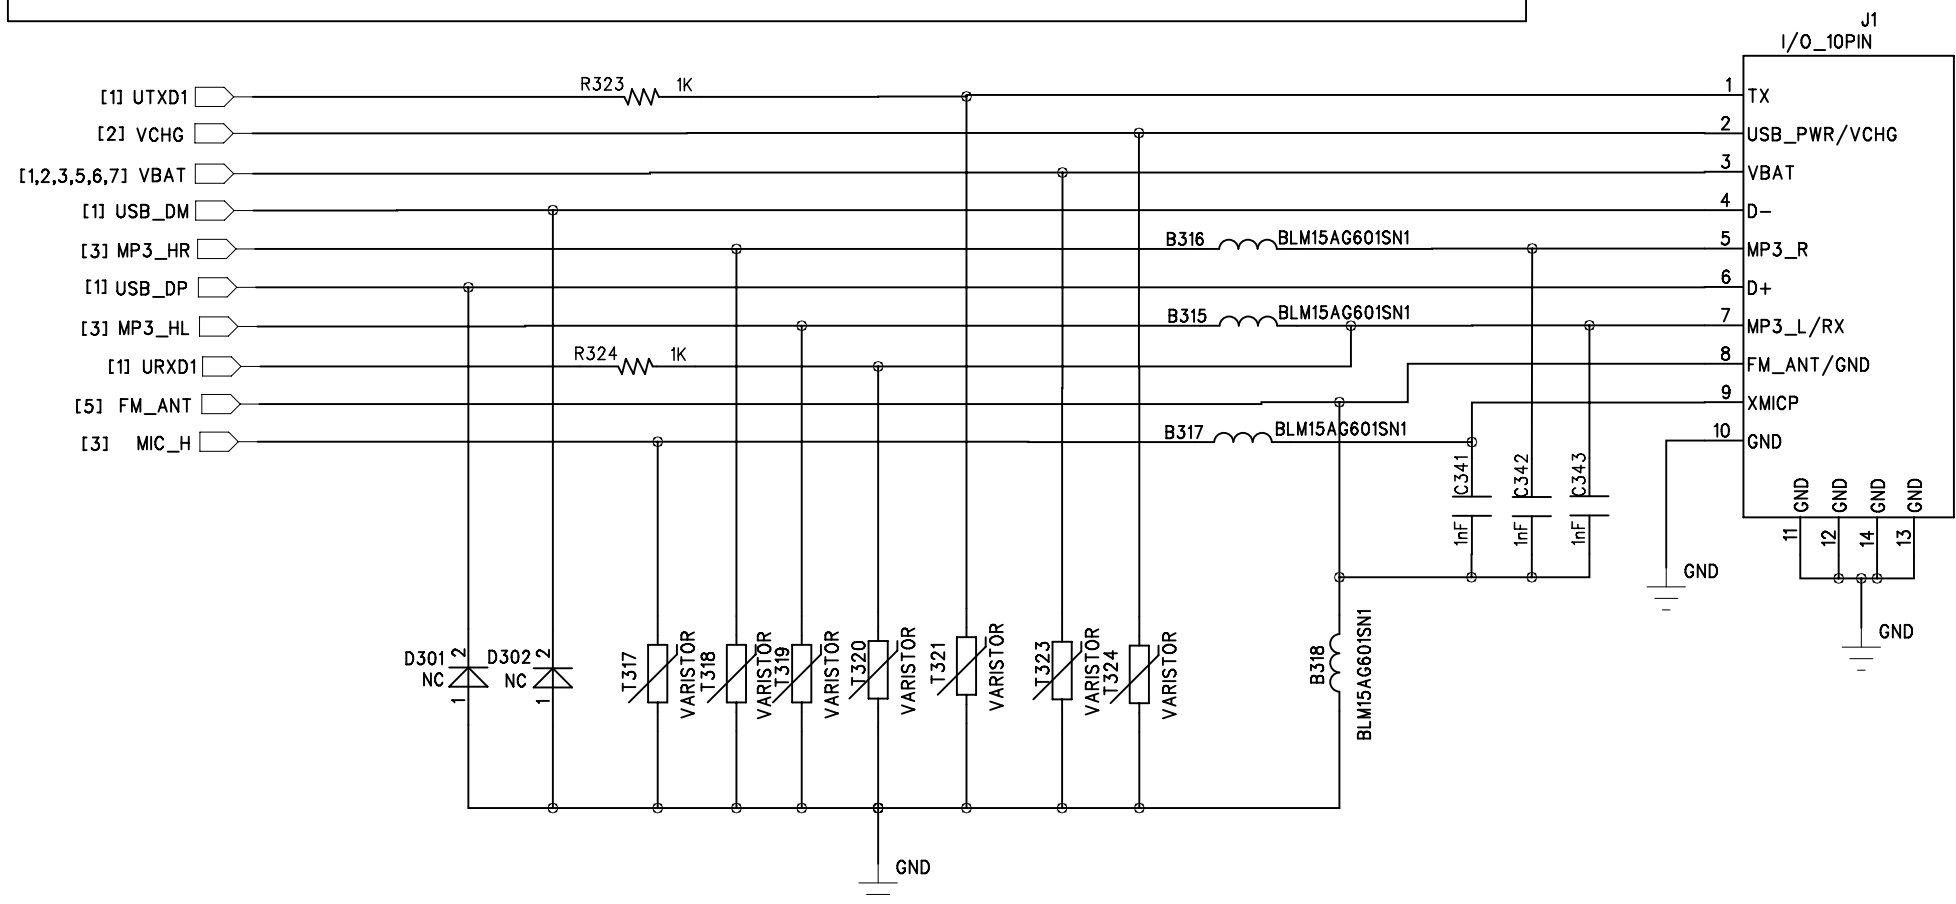 J1
I/O_10PIN
[1] UTXD1
R323
1K
1
TX
[2] VCHG
2
USB_PWR/VCHG
[1,2,3,5,6,7] VBAT
3
VBAT
[1] USB_DM
4
D-
[3] MP3_HR
B316
BLM15AG601SN1
5
MP3_R
[1] USB_DP
6
D+
[3] MP3_HL
B315
BLM15AG601SN1
7
MP3_L/RX
[1] URXD1
R324
1K
8
FM_ANT/GND
[5] FM_ANT
9
XMICP
[3] MIC_H
B317
BLM15AG601SN1
10
GND
C341
1nF
C342
1nF
C343
1nF
GND
GND
GND
GND
11
12
14
13
GND
GND
D301
NC
2
1
D302
NC
2
1
T317
VARISTOR
T318
VARISTOR
T319
VARISTOR
T320
VARISTOR
T321
VARISTOR
T323
VARISTOR
T324
VARISTOR
B318
BLM15AG601SN1
GND